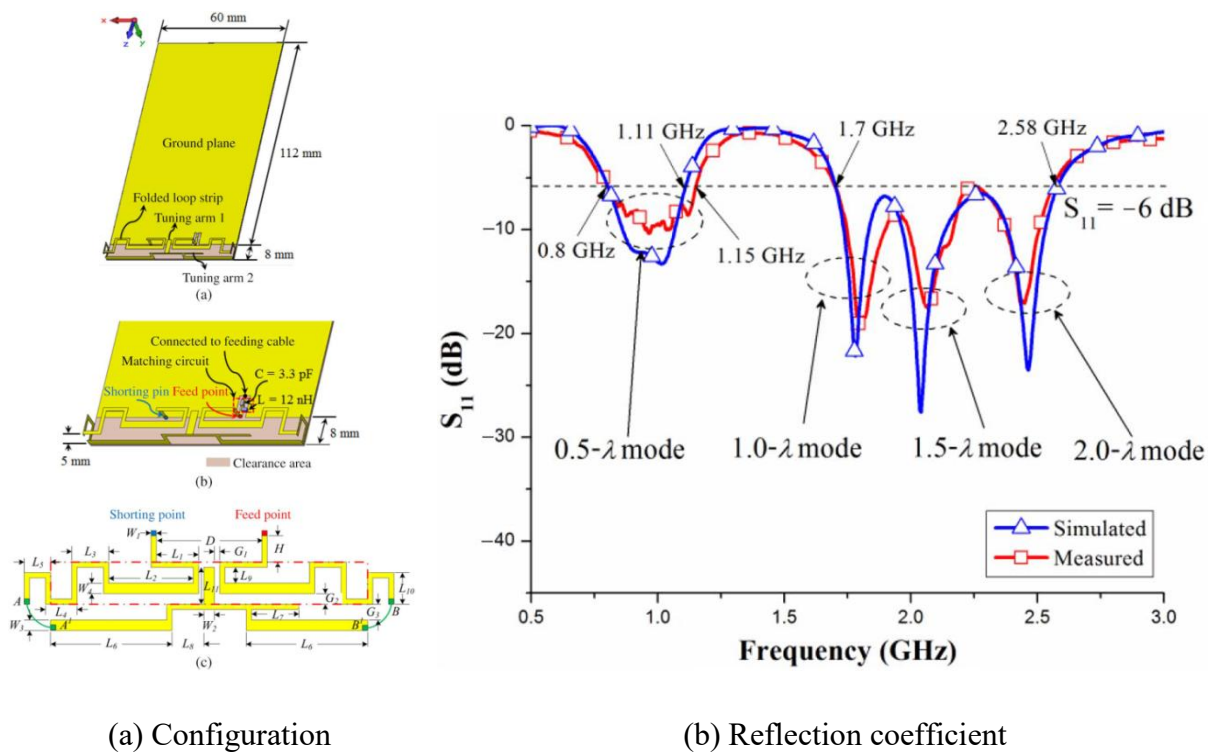 60 mm
x
z
y
Ground plane
112 mm
Folded loop strip
Tuning arm 1
8 mm
Tuning arm 2
(a)
Connected to feeding cable
Matching circuit
C = 3.3 pF
Shorting pin Feed point
L = 12 nH
8 mm
5 mm
Clearance area
(b)
Shorting point
Feed point
W1
D
H
L3
L1
G1
L5
L2
L9
W4
L11
L10
G2
A
L4
L7
G3
B
W3
A'
W2
B'
L6
L8
L6
(c)
0
1.11 GHz
1.7 GHz
2.58 GHz
S11 = −6 dB
−10
0.8 GHz
1.15 GHz
−20
S11 (dB)
0.5-λ mode
1.0-λ mode
1.5-λ mode
2.0-λ mode
−30
Simulated
Measured
−40
0.5
1.0
1.5
2.0
2.5
3.0
Frequency (GHz)
(a) Configuration
(b) Reflection coefficient